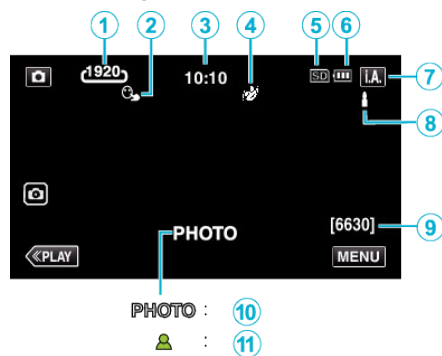 1 2 3 4 5 6
1920 10:10 SD I.A. 7
8
[6630] 9
PHOTO
≪PLAY MENU
PHOTO : 10
: 11